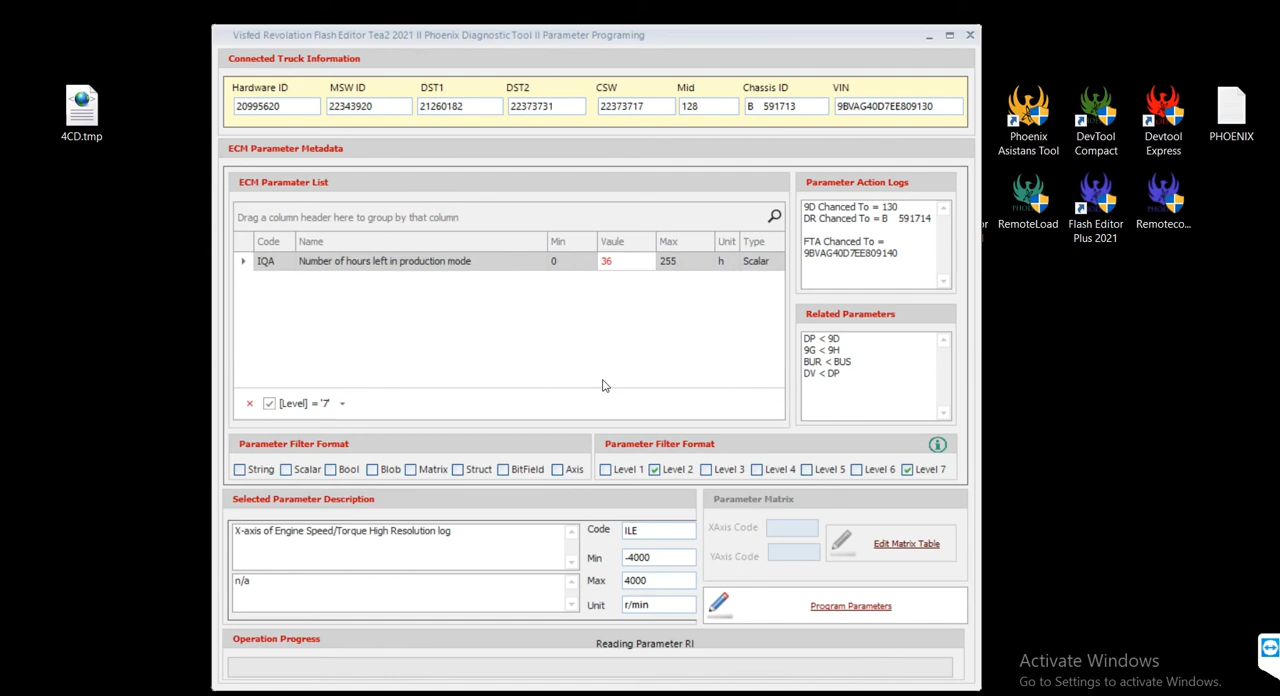 Visfed Revolation Flash Editor Tea2 2021 II Phoenix Diagnostic Tool II Parameter Programing
Connected Truck Information
Hardware ID MSW ID DST1 DST2 CSW Mid Chassis ID VIN
20995620 22343920 21260182 22373731 22373717 128 B 591713 9BVAG40D7EE809130
4CD.tmp
Phoenix Asistans Tool
DevTool Compact
Devtool Express
PHOENIX
RemoteLoad
Flash Editor Plus 2021
Remoteco...
or
ECM Parameter Metadata
ECM Paramater List
Drag a column header here to group by that column
Code Name Min Vaule Max Unit Type
IQA Number of hours left in production mode 0 36 255 h Scalar
[Level] = '7'
Parameter Action Logs
9D Chanced To = 130
DR Chanced To = B 591714
FTA Chanced To =
9BVAG40D7EE809140
Related Parameters
DP < 9D
9G < 9H
BUR < BUS
DV < DP
Parameter Filter Format
String Scalar Bool Blob Matrix Struct BitField Axis
Parameter Filter Format
Level 1 Level 2 Level 3 Level 4 Level 5 Level 6 Level 7
Selected Parameter Description
X-axis of Engine Speed/Torque High Resolution log
n/a
Code ILE
Min -4000
Max 4000
Unit r/min
Parameter Matrix
XAxis Code
YAxis Code
Edit Matrix Table
Program Parameters
Operation Progress
Reading Parameter RI
Activate Windows
Go to Settings to activate Windows.